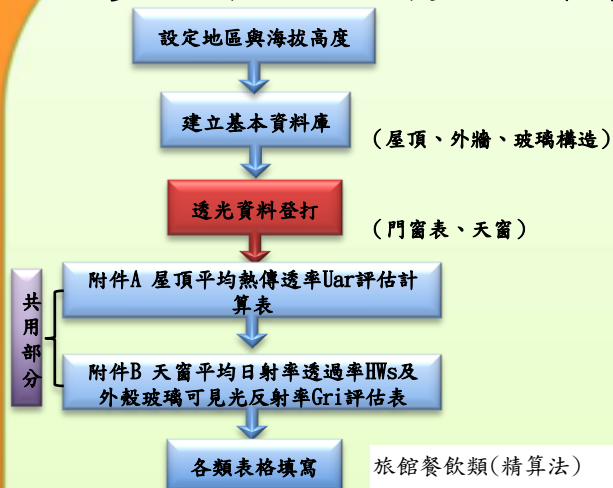 設定地區與海拔高度
建立基本資料庫
(屋頂、外牆、玻璃構造)
透光資料登打
(門窗表、天窗)
共用部分
附件A 屋頂平均熱傳透率Uar評估計
算表
附件B 天窗平均日射率透過率HWs及
外殼玻璃可見光反射率Gri評估表
各類表格填寫
旅館餐飲類(精算法)